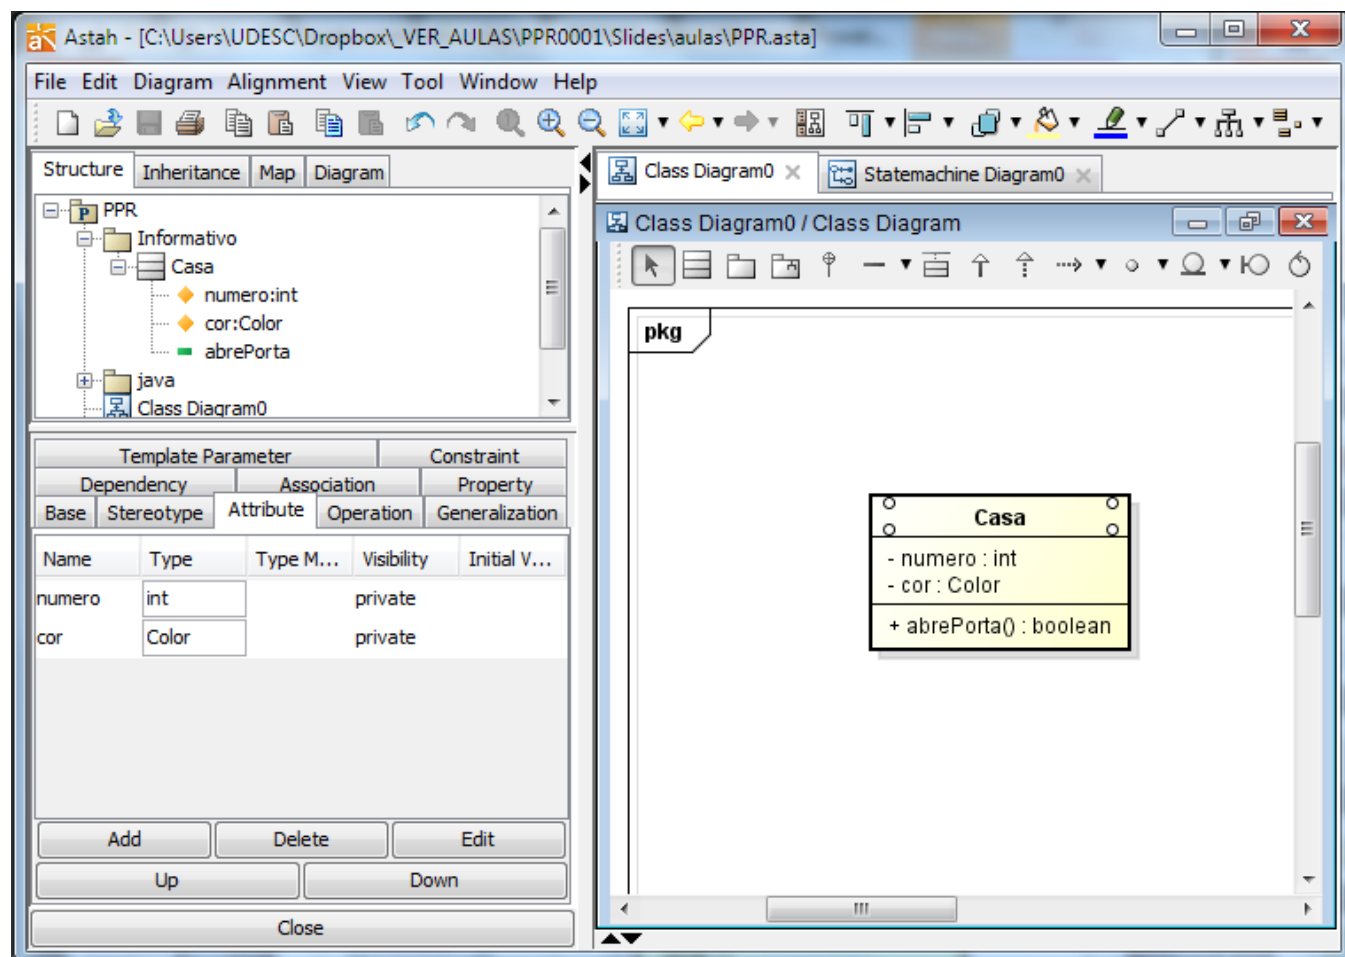 Astah - [C:\Users\UDESC\Dropbox\_VER_AULAS\PPR0001\Slides\aulas\PPR.asta]
File Edit Diagram Alignment View Tool Window Help
Structure Inheritance Map Diagram
PPR
Informativo
Casa
numero:int
cor:Color
abrePorta
java
Class Diagram0
Template Parameter Constraint
Dependency Association Property
Base Stereotype Attribute Operation Generalization
Name Type Type M... Visibility Initial V...
numero int private
cor Color private
Add Delete Edit
Up Down
Close
Class Diagram0 Statemachine Diagram0
Class Diagram0 / Class Diagram
pkg
Casa
- numero : int
- cor : Color
+ abrePorta() : boolean